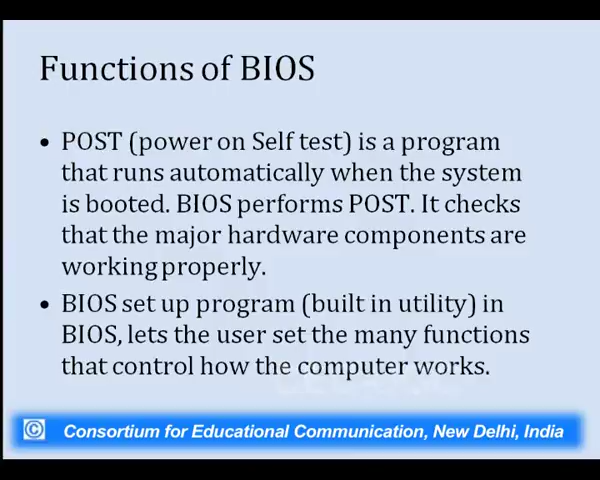 Functions of BIOS
• POST (power on Self test) is a program
that runs automatically when the system
is booted. BIOS performs POST. It checks
that the major hardware components are
working properly.
• BIOS set up program (built in utility) in
BIOS, lets the user set the many functions
that control how the computer works.
© Consortium for Educational Communication, New Delhi, India